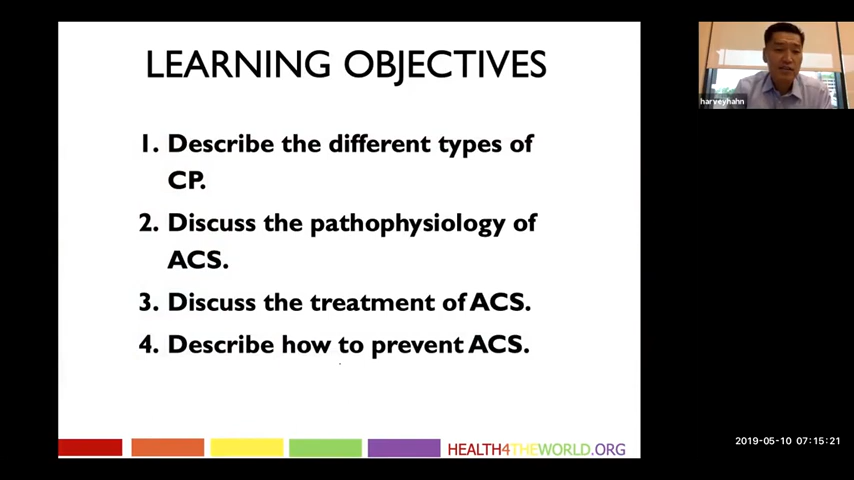 LEARNING OBJECTIVES
1. Describe the different types of
CP.
2. Discuss the pathophysiology of
ACS.
3. Discuss the treatment of ACS.
4. Describe how to prevent ACS.
HEALTH4THEWORLD.ORG
harveyhahn
2019-05-10 07:15:21